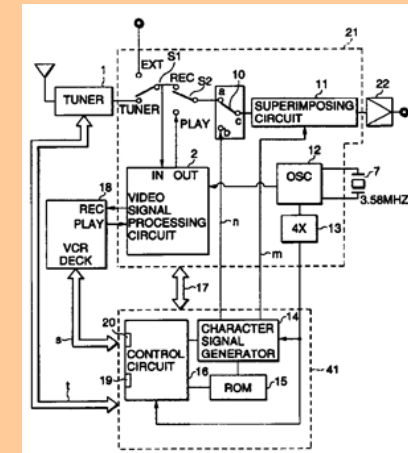 21
EXT
S1
1
REC
S2
10
11
22
TUNER
TUNER
a
c
b
SUPERIMPOSING
CIRCUIT
PLAY
12
2
7
18
IN OUT
OSC
REC
PLAY
VIDEO
SIGNAL
PROCESSING
CIRCUIT
n
3.58MHZ
VCR
DECK
4X
13
m
17
s
20
CHARACTER
SIGNAL
GENERATOR
14
CONTROL
CIRCUIT
19
16
ROM
15
41
t